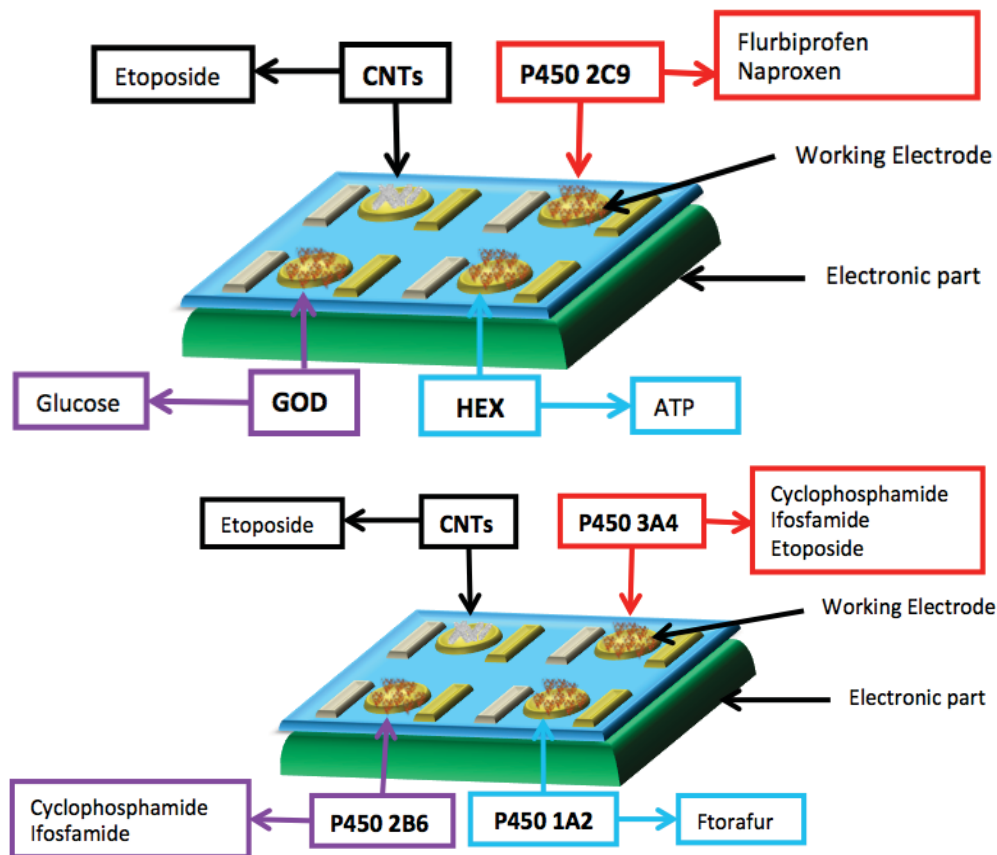 Etoposide
CNTs
P450 2C9
Flurbiprofen
Naproxen
Working Electrode
Electronic part
Glucose
GOD
HEX
ATP
Etoposide
CNTs
P450 3A4
Cyclophosphamide
Ifosfamide
Etoposide
Working Electrode
Electronic part
Cyclophosphamide
Ifosfamide
P450 2B6
P450 1A2
Ftorafur